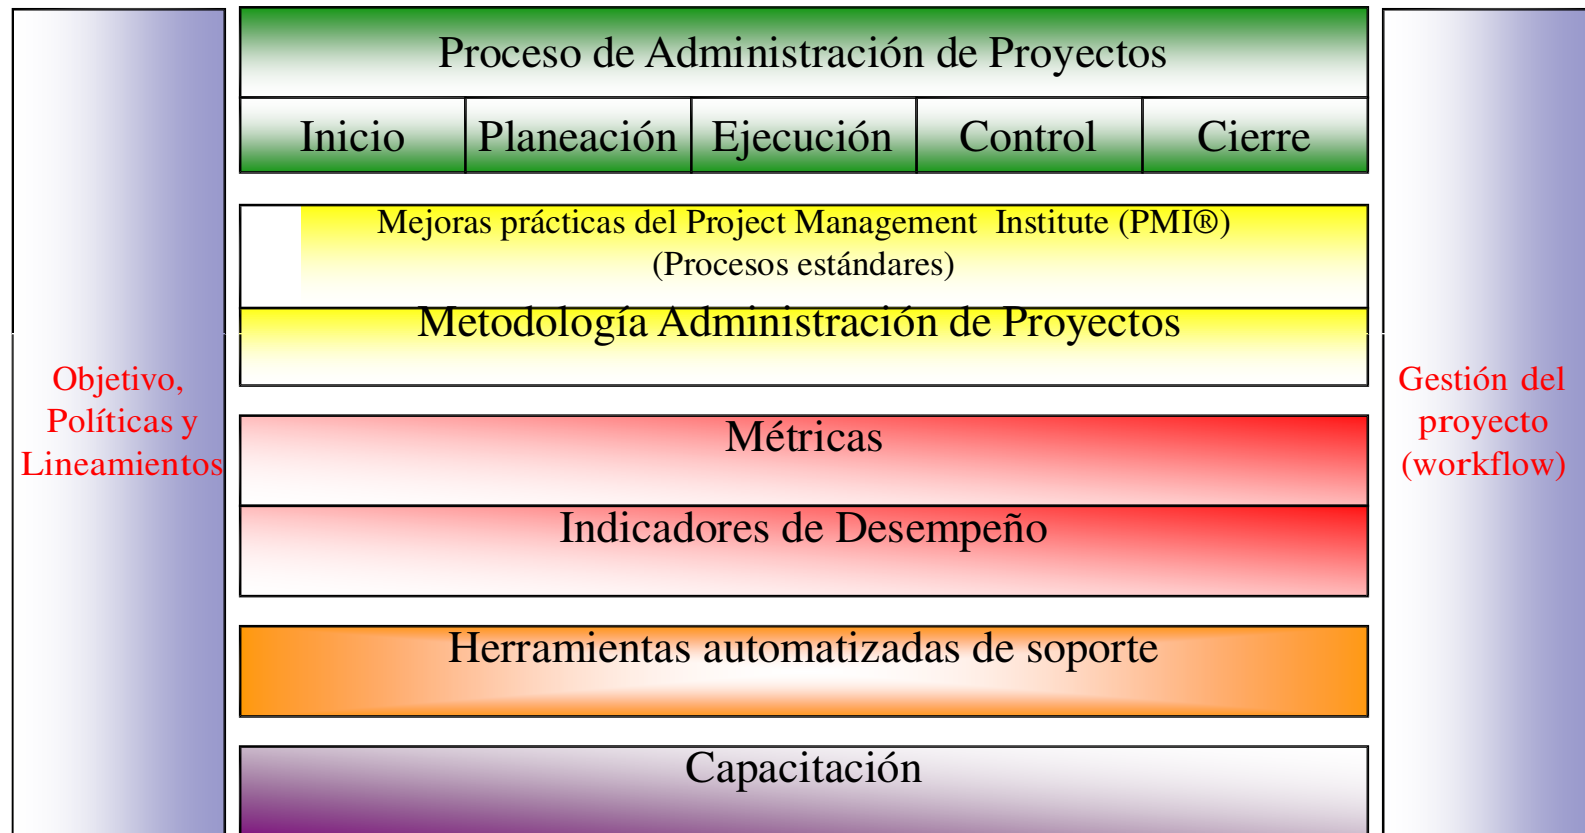 Proceso de Administración de Proyectos
Inicio
Planeación
Ejecución
Control
Cierre
Mejoras prácticas del Project Management Institute (PMI®)
(Procesos estándares)
Metodología Administración de Proyectos
Objetivo,
Políticas y
Lineamientos
Gestión del
proyecto
(workflow)
Métricas
Indicadores de Desempeño
Herramientas automatizadas de soporte
Capacitación